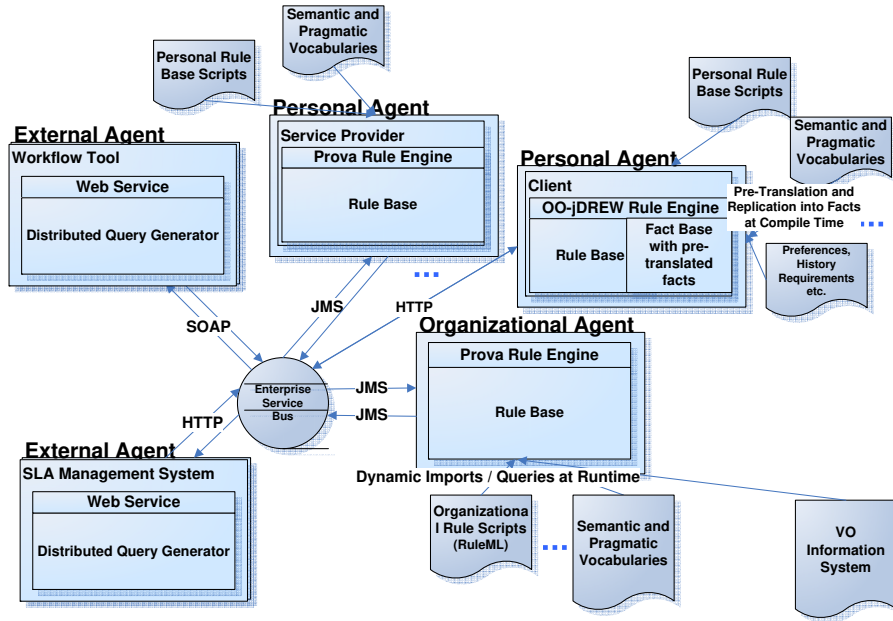 Semantic and
Pragmatic
Vocabularies
Personal Rule
Base Scripts
Personal Agent
Service Provider
Prova Rule Engine
Rule Base
External Agent
Workflow Tool
Web Service
Distributed Query Generator
Personal Rule
Base Scripts
Semantic and
Pragmatic
Vocabularies
Personal Agent
Client
OO-jDREW Rule Engine
Rule Base
Fact Base
with pre-
translated
facts
Pre-Translation and
Replication into Facts
at Compile Time
...
Preferences,
History
Requirements
etc.
...
SOAP
JMS
HTTP
Enterprise
Service
Bus
JMS
JMS
HTTP
Organizational Agent
Prova Rule Engine
Rule Base
External Agent
SLA Management System
Web Service
Distributed Query Generator
Dynamic Imports / Queries at Runtime
Organizationa
l Rule Scripts
(RuleML)
...
Semantic and
Pragmatic
Vocabularies
VO
Information
System